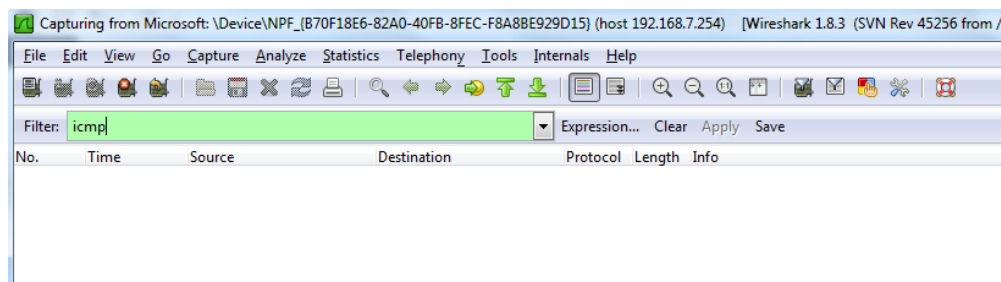 Capturing from Microsoft: \Device\NPF_{B70F18E6-82A0-40FB-8FEC-F8A8BE929D15} (host 192.168.7.254) [Wireshark 1.8.3 (SVN Rev 45256 from /
File Edit View Go Capture Analyze Statistics Telephony Tools Internals Help
Filter: icmp Expression... Clear Apply Save
No. Time Source Destination Protocol Length Info